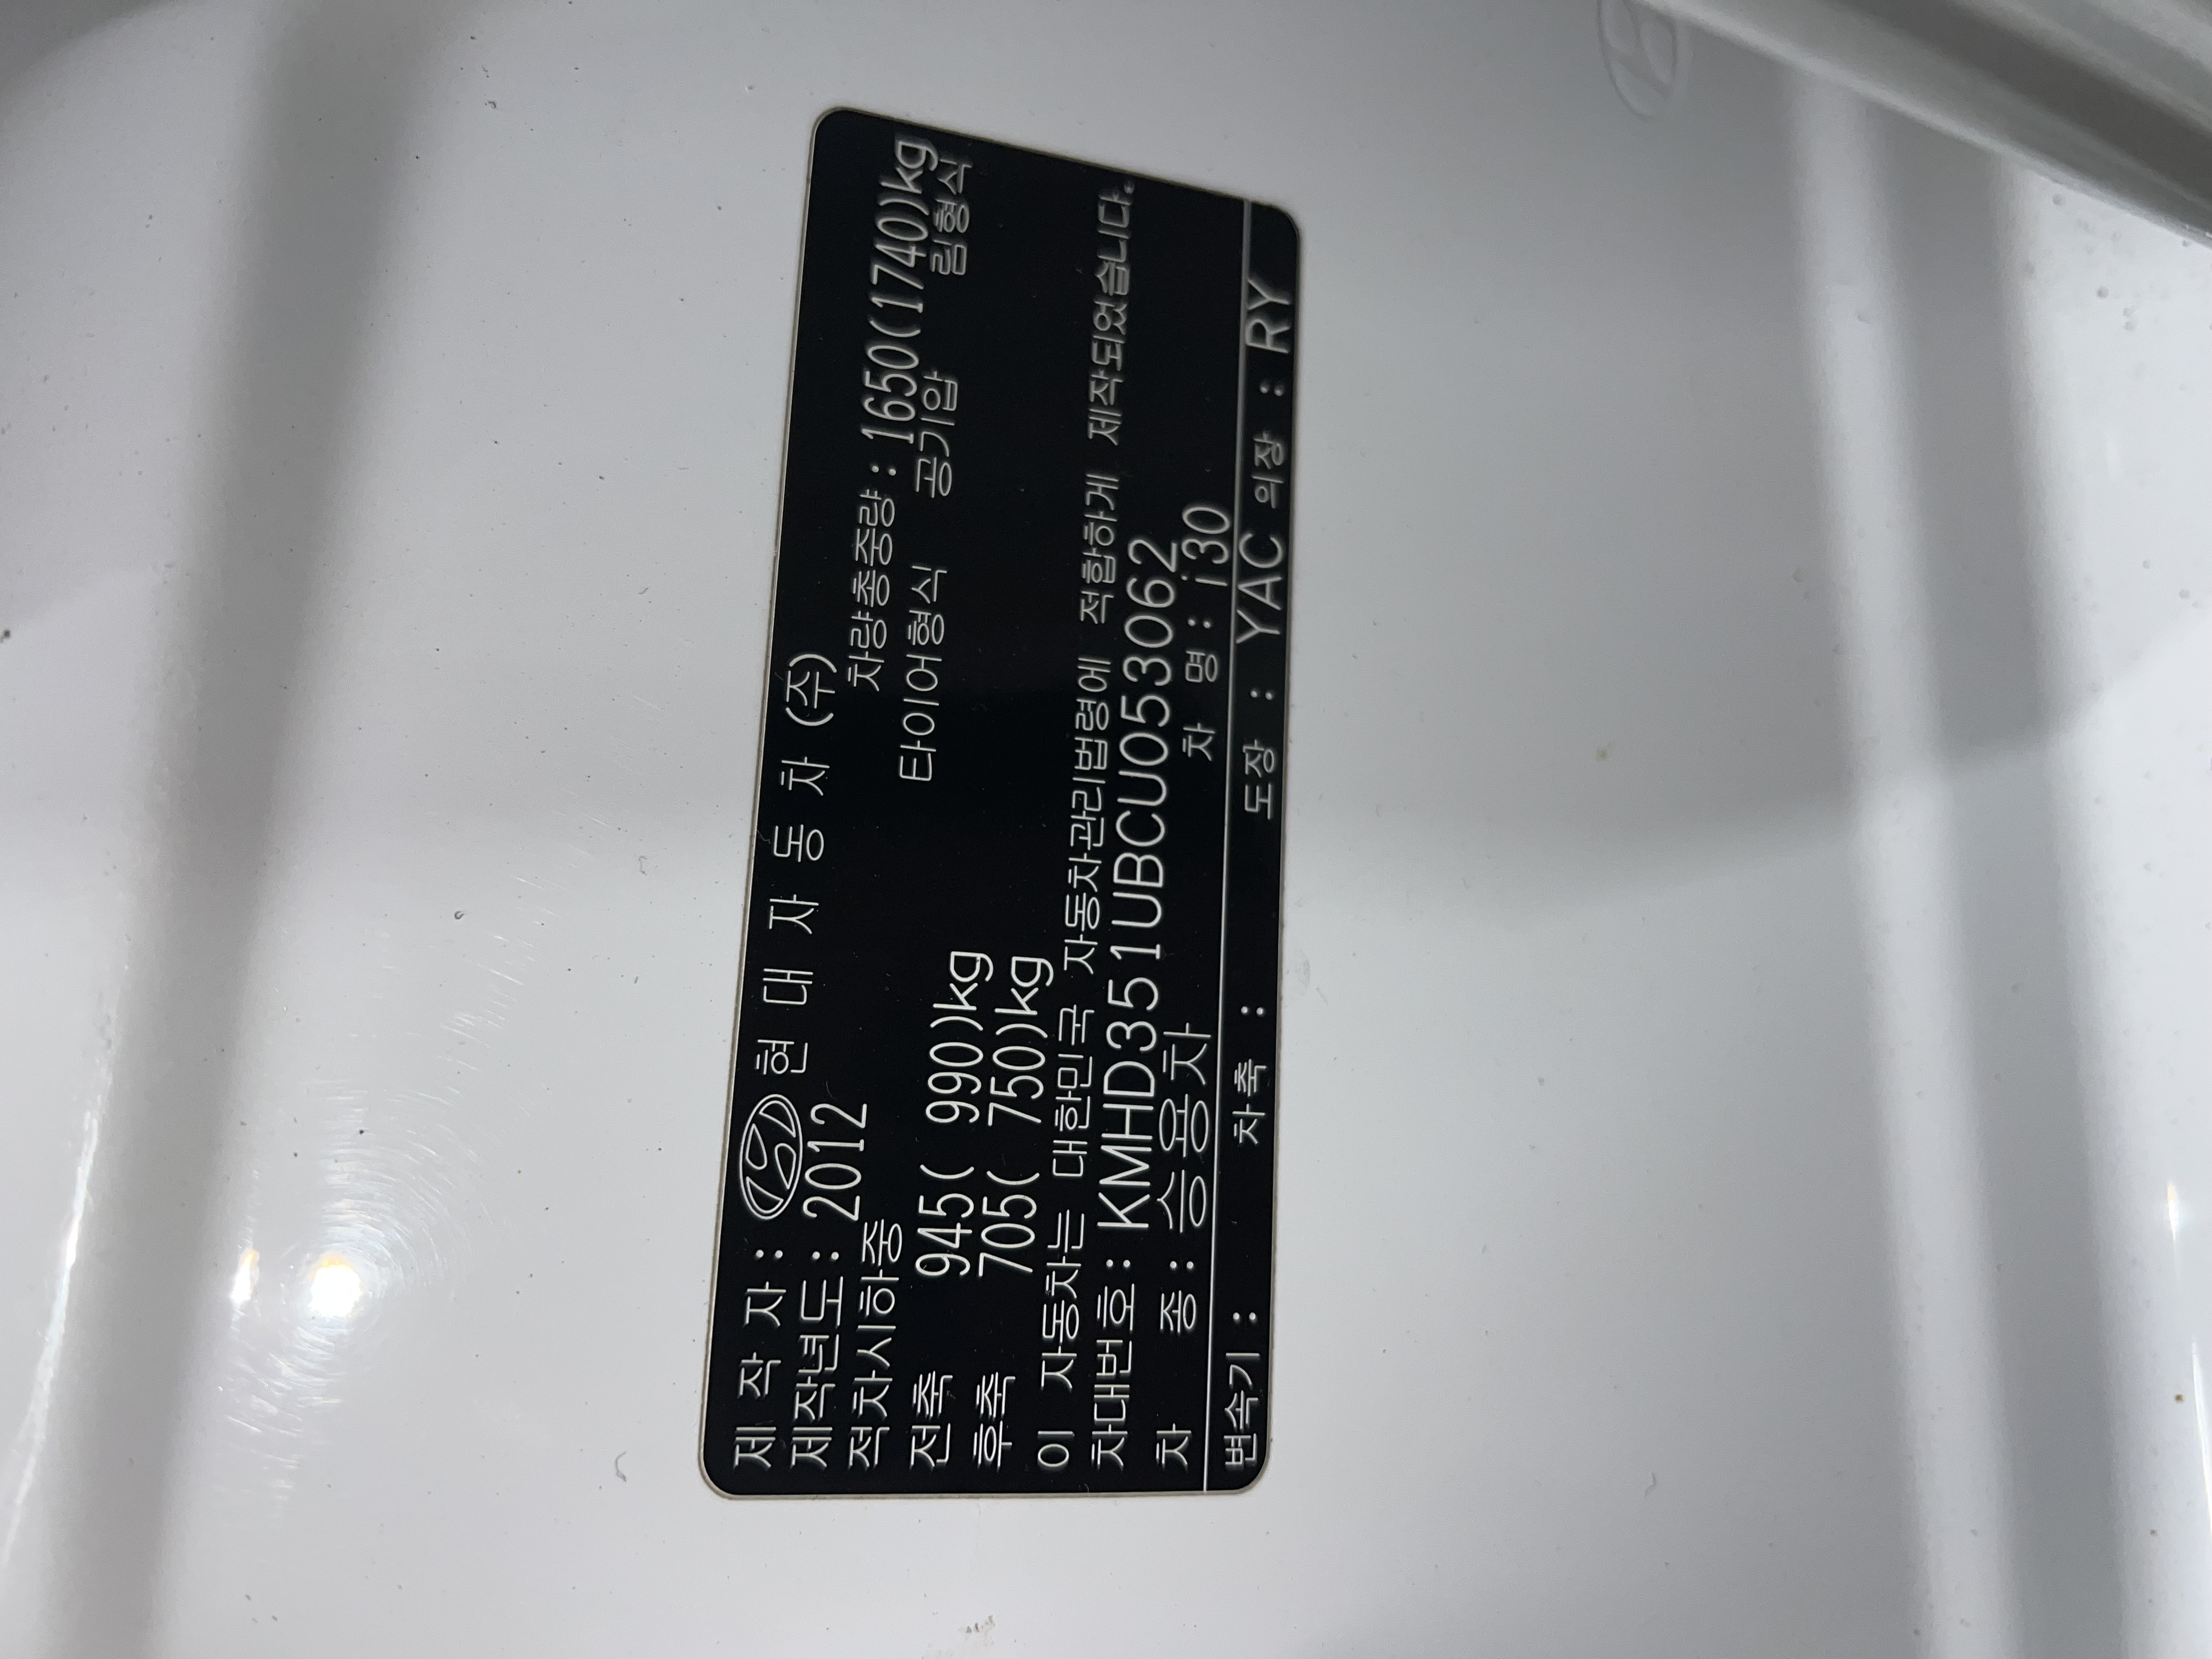 제 작 자 : 현 대 자 동 차 (주)
제작년도 : 2012
적차시하중 차량총중량 : 1650(1740)kg
타이어형식 공기압 림형식
전축 945( 990)kg
후축 705( 750)kg
이 자동차는 대한민국 자동차관리법령에 적합하게 제작되었습니다.
차대번호 : KMHD351UBCU053062
차 종 : 승용차 차 명 : i30
변속기 : 차축 : 도장 : YAC 의장 : RY